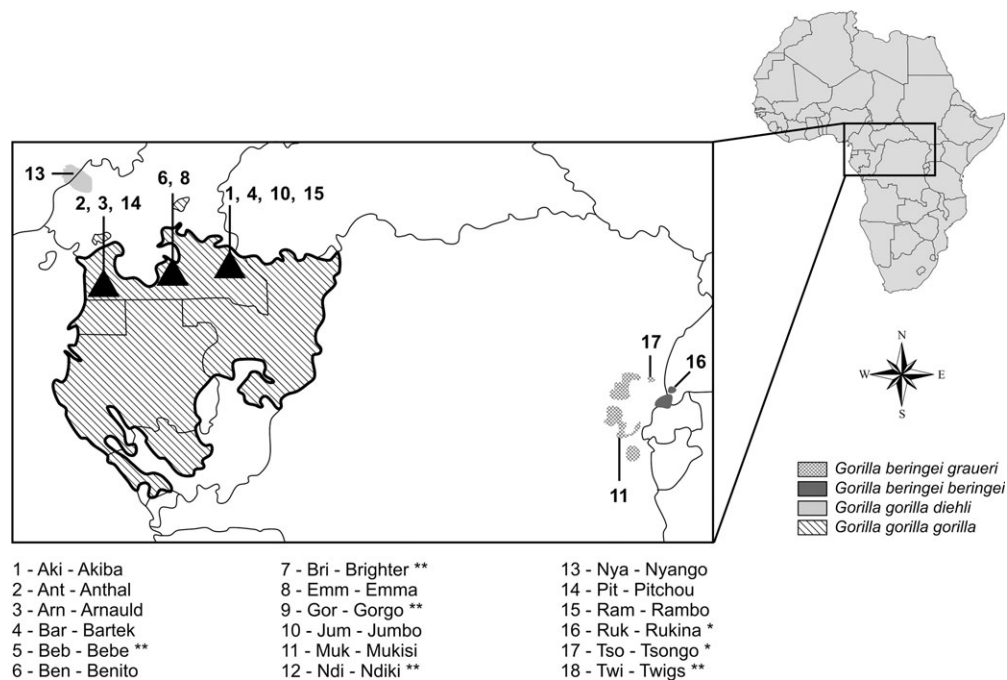 13
6, 8
2, 3, 14
1, 4, 10, 15
17
16
11
N
W E
S
Gorilla beringei graueri
Gorilla beringei beringei
Gorilla gorilla diehli
Gorilla gorilla gorilla
1 - Aki - Akiba
2 - Ant - Anthal
3 - Arn - Arnauld
4 - Bar - Bartek
5 - Beb - Bebe **
6 - Ben - Benito
7 - Bri - Brighter **
8 - Emm - Emma
9 - Gor - Gorgo **
10 - Jum - Jumbo
11 - Muk - Mukisi
12 - Ndi - Ndiki **
13 - Nya - Nyango
14 - Pit - Pitchou
15 - Ram - Rambo
16 - Ruk - Rukina *
17 - Tso - Tsongo *
18 - Twi - Twigs **